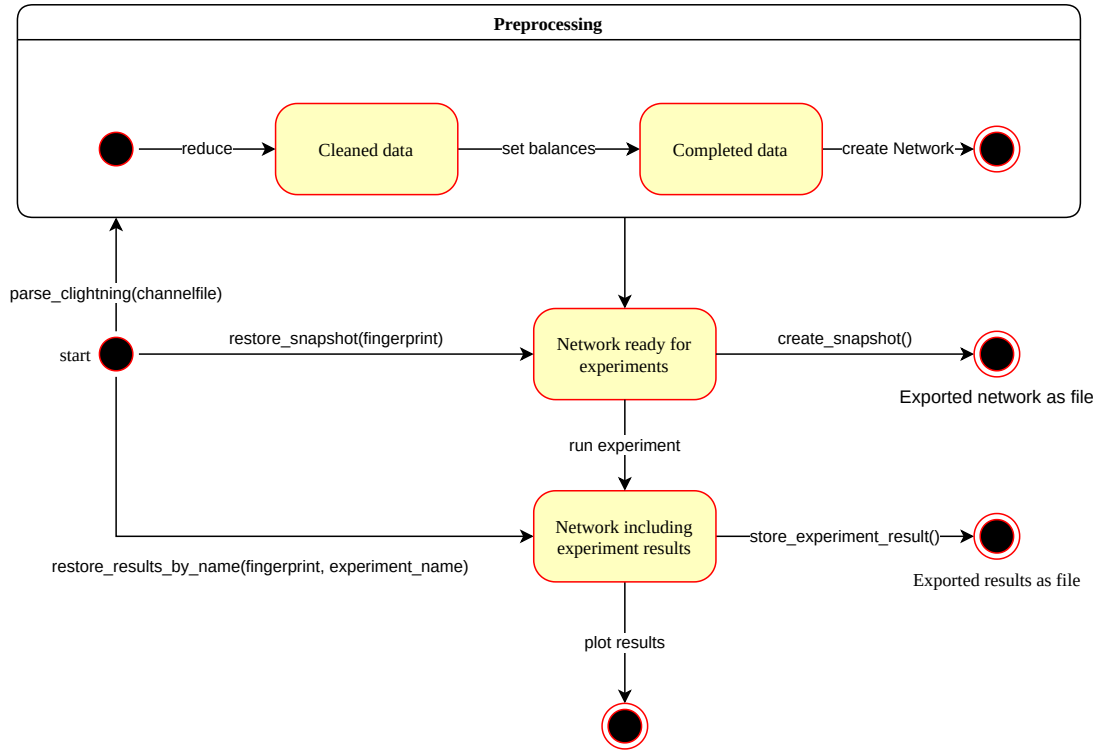 Preprocessing
reduce
Cleaned data
set balances
Completed data
create Network
parse_clightning(channelfile)
start
restore_snapshot(fingerprint)
Network ready for
experiments
create_snapshot()
Exported network as file
run experiment
Network including
experiment results
store_experiment_result()
restore_results_by_name(fingerprint, experiment_name)
Exported results as file
plot results